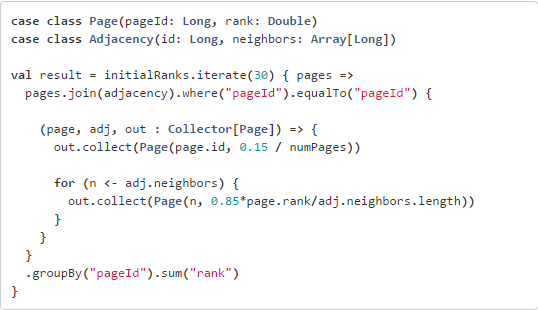 case class Page(pageId: Long, rank: Double)
case class Adjacency(id: Long, neighbors: Array[Long])
val result = initialRanks.iterate(30) { pages =>
pages.join(adjacency).where("pageId").equalTo("pageId") {
(page, adj, out : Collector[Page]) => {
out.collect(Page(page.id, 0.15 / numPages))
for (n <- adj.neighbors) {
out.collect(Page(n, 0.85*page.rank/adj.neighbors.length))
}
}
}
.groupBy("pageId").sum("rank")
}